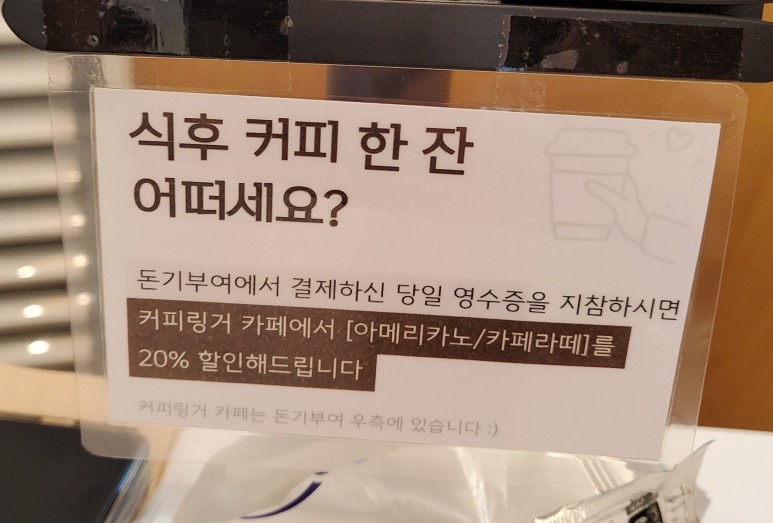 식후 커피 한 잔
어떠세요?
돈기부여에서 결제하신 당일 영수증을 지참하시면
커피링거 카페에서 [아메리카노/카페라떼]를
20% 할인해드립니다
커피링거 카페는 돈기부여 우측에 있습니다 :)